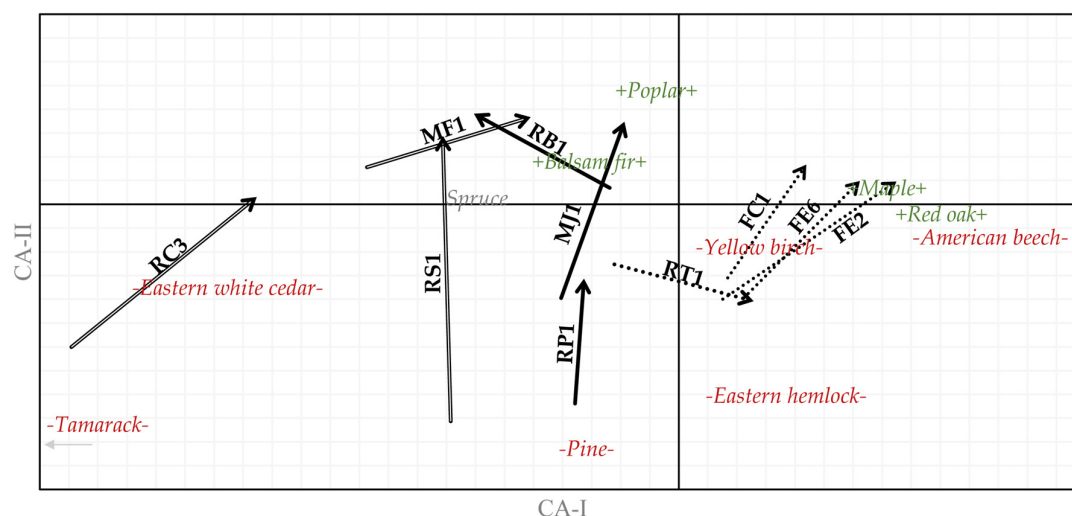 +Poplar+
MF1
RB1
+Balsam fir+
Spruce
+Maple+
FC1
FE6
FE2
+Red oak+
-American beech-
MJ1
-Yellow birch-
CA-II
RC3
RS1
RT1
-Eastern white cedar-
RP1
-Eastern hemlock-
-Tamarack-
-Pine-
CA-I